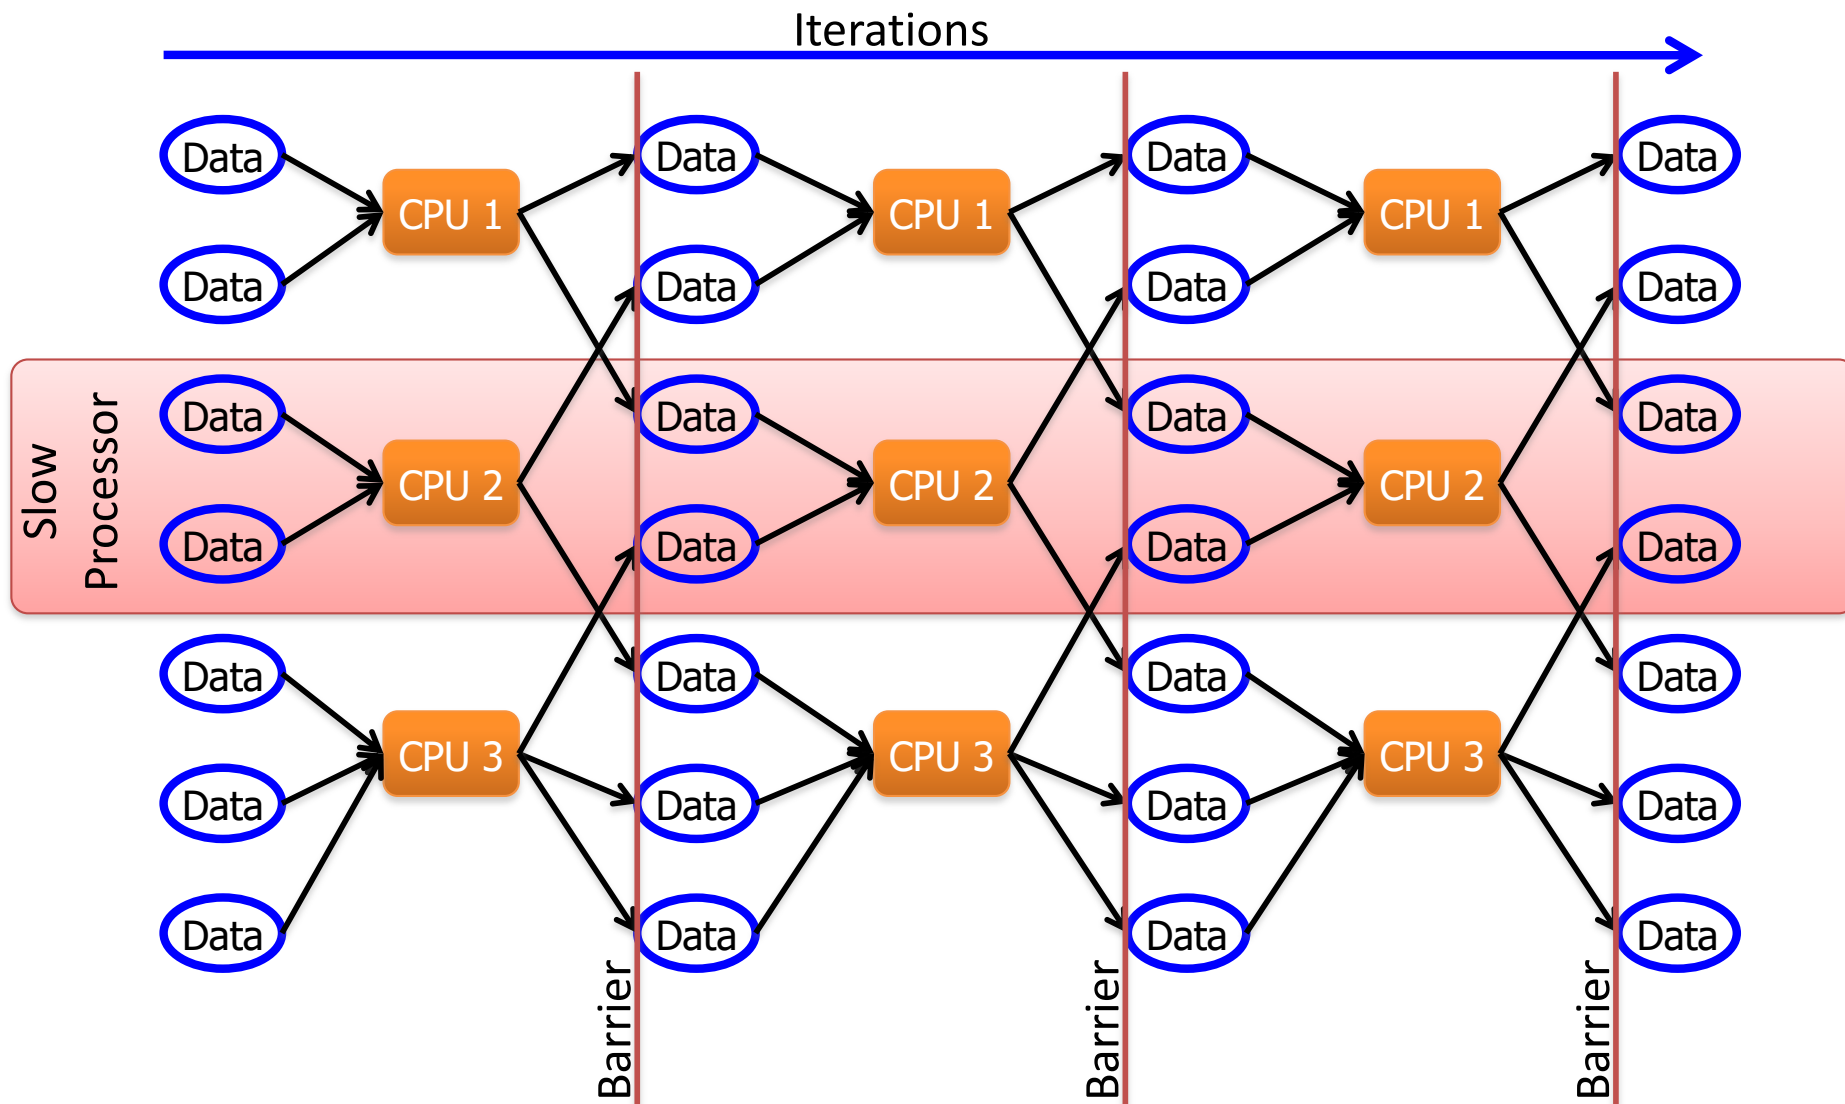 Iterations
Data Data Data Data
CPU 1 CPU 1 CPU 1
Data Data Data Data
Slow
Processor
Data Data Data Data
CPU 2 CPU 2 CPU 2
Data Data Data Data
Data Data Data Data
CPU 3 CPU 3 CPU 3
Data Data Data Data
Data Data Data Data
Barrier Barrier Barrier